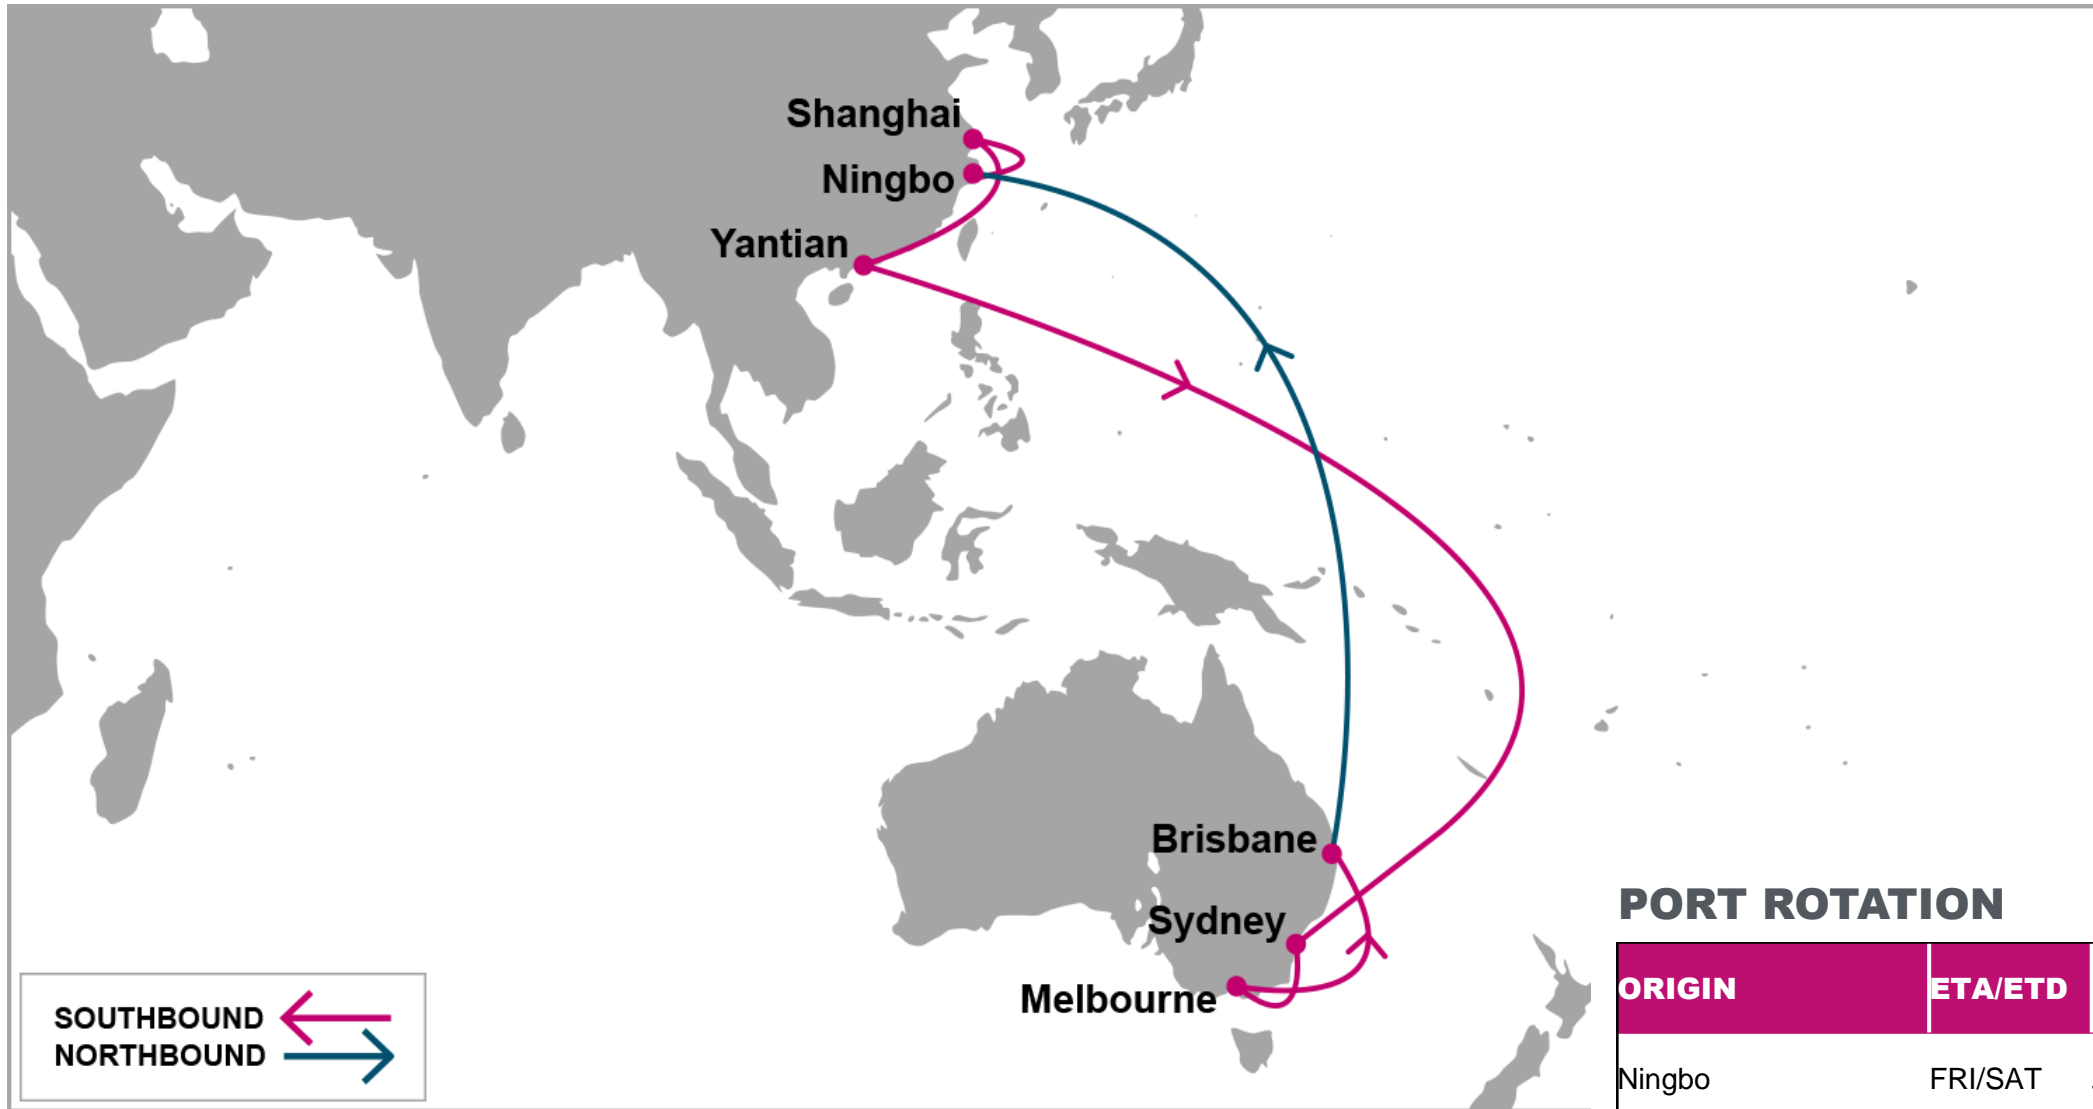 Shanghai
Ningbo
Yantian
Brisbane
Sydney
Melbourne
SOUTHBOUND
NORTHBOUND
PORT ROTATION
ORIGIN ETA/ETD
Ningbo FRI/SAT